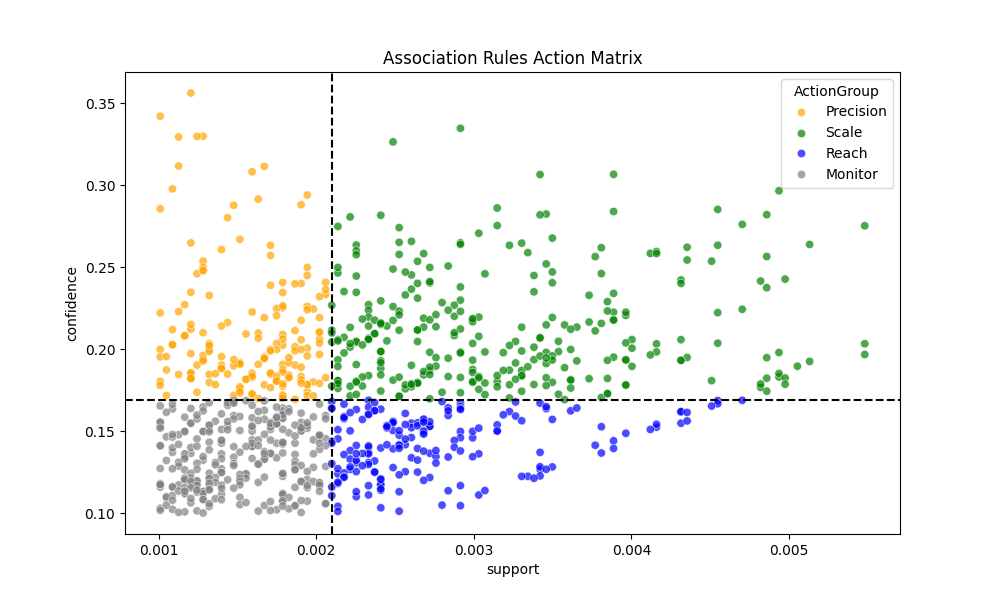 Association Rules Action Matrix
ActionGroup
Precision
Scale
Reach
Monitor
confidence
0.35
0.30
0.25
0.20
0.15
0.10
0.001 0.002 0.003 0.004 0.005
support